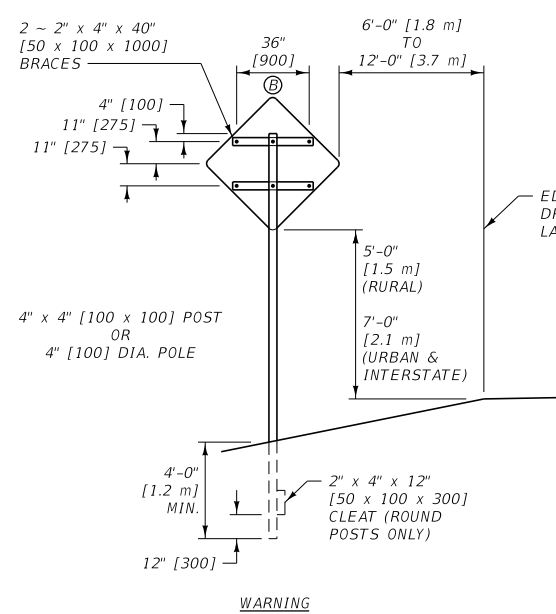 2 ~ 2" x 4" x 40"
[50 x 100 x 1000]
BRACES
36"
[900]
6'-0" [1.8 m]
TO
12'-0" [3.7 m]
B
4" [100]
11" [275]
11" [275]
5'-0"
[1.5 m]
(RURAL)
7'-0"
[2.1 m]
(URBAN &
INTERSTATE)
4" x 4" [100 x 100] POST
OR
4" [100] DIA. POLE
4'-0"
[1.2 m]
MIN.
2" x 4" x 12"
[50 x 100 x 300]
CLEAT (ROUND
POSTS ONLY)
12" [300]
WARNING